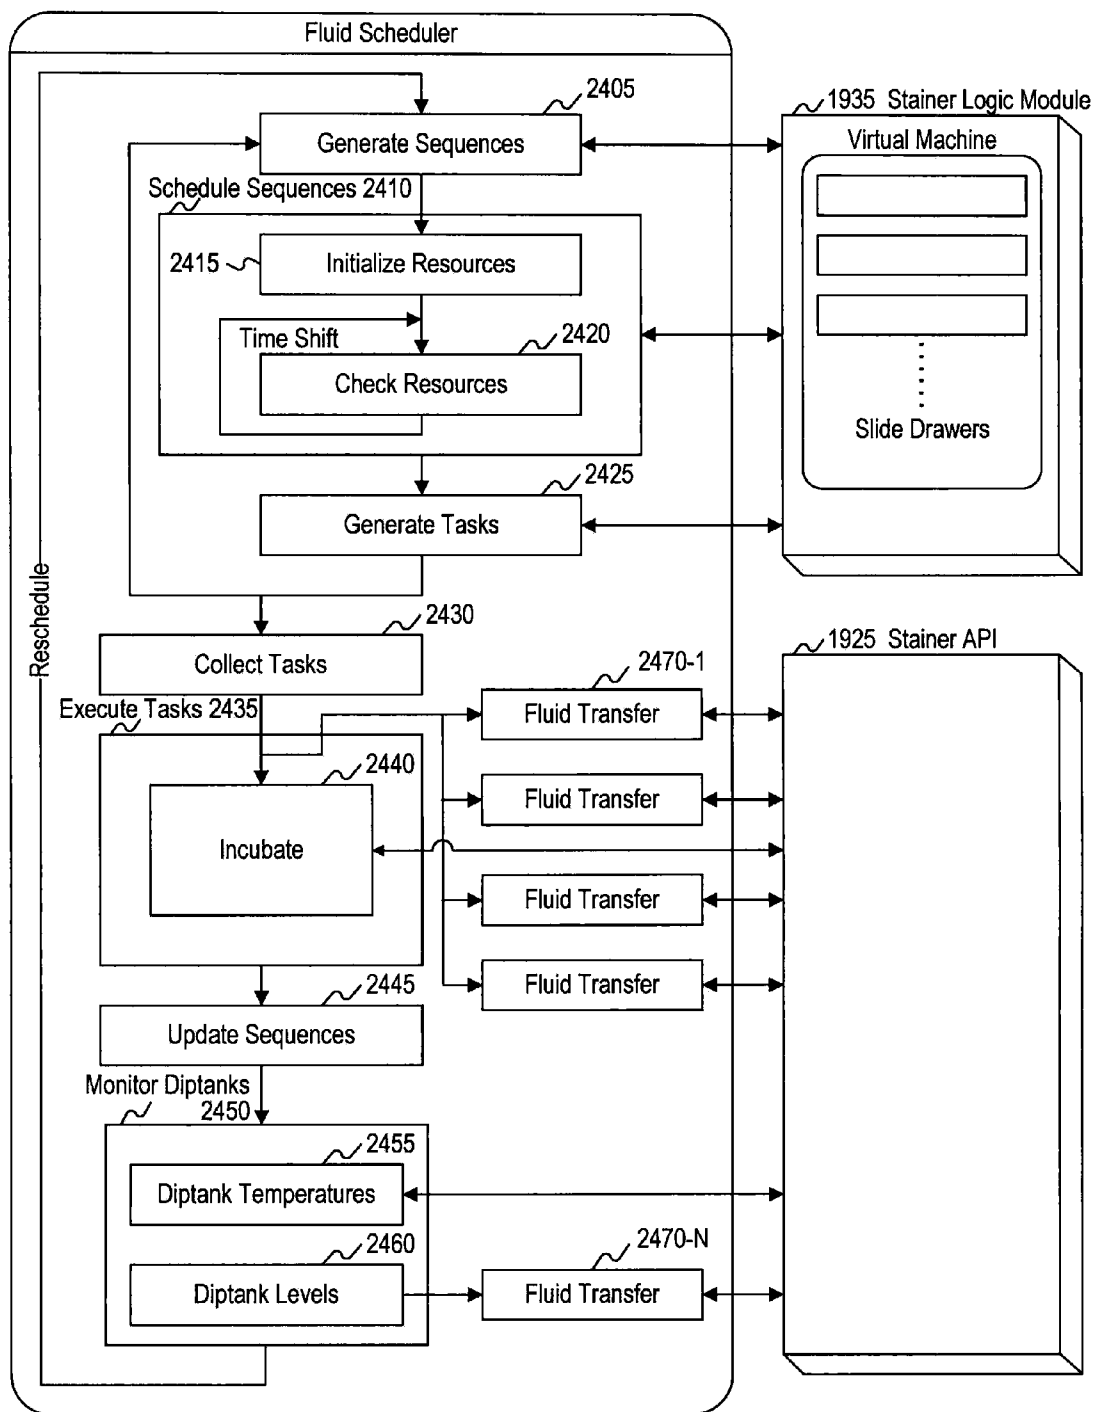 Fluid Scheduler
2405
Generate Sequences
1935 Stainer Logic Module
Virtual Machine
Schedule Sequences 2410
2415
Initialize Resources
Time Shift
2420
Check Resources
Slide Drawers
2425
Generate Tasks
Reschedule
2430
Collect Tasks
1925 Stainer API
Execute Tasks 2435
2470-1
Fluid Transfer
2440
Incubate
Fluid Transfer
Fluid Transfer
Fluid Transfer
2445
Update Sequences
Monitor Diptanks
2450
2455
Diptank Temperatures
2460
Diptank Levels
2470-N
Fluid Transfer